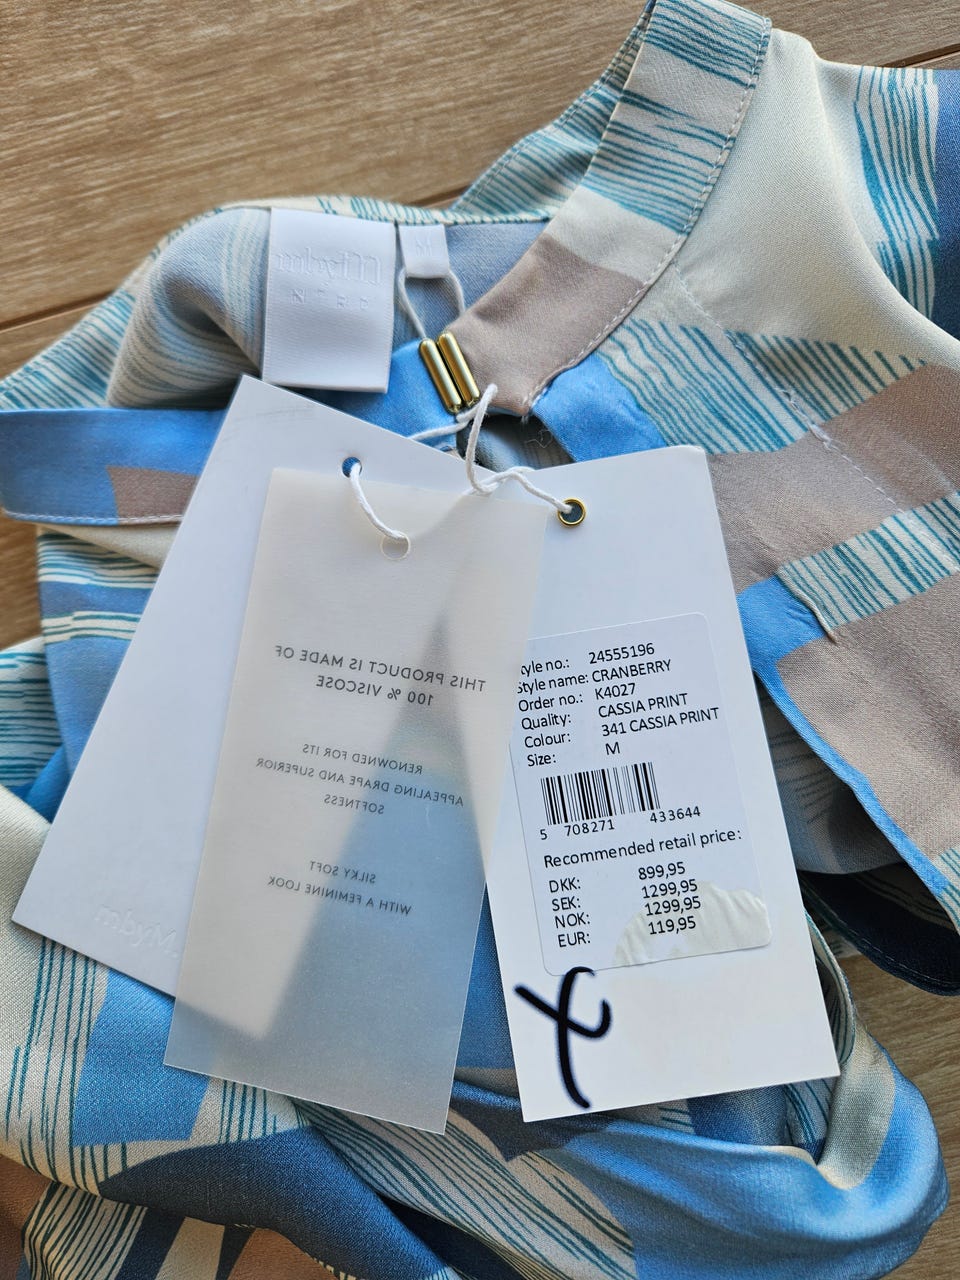 M
THIS PRODUCT IS MADE OF
100 % VISCOSE
RENOWNED FOR ITS
APPEALING DRAPE AND SUPERIOR
SOFTNESS
SILKY SOFT
WITH A FEMININE LOOK
tyle no.: 24555196
Style name: CRANBERRY
Order no.: K4027
Quality: CASSIA PRINT
Colour: 341 CASSIA PRINT
Size: M
5 708271 433644
Recommended retail price:
DKK: 899,95
SEK: 1299,95
NOK: 1299,95
EUR: 119,95
X